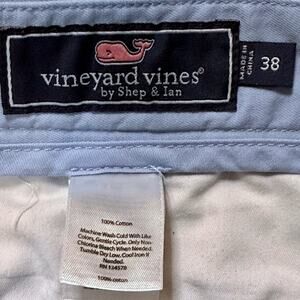 vineyard vines®
by Shep & Ian
MADE IN
CHINA
38
100% Cotton
Machine Wash Cold With Like
Colors, Gentle Cycle. Only Non-
Chlorine Bleach When Needed.
Tumble Dry Low, Cool Iron If
Needed.
RN 134570
100% cotton